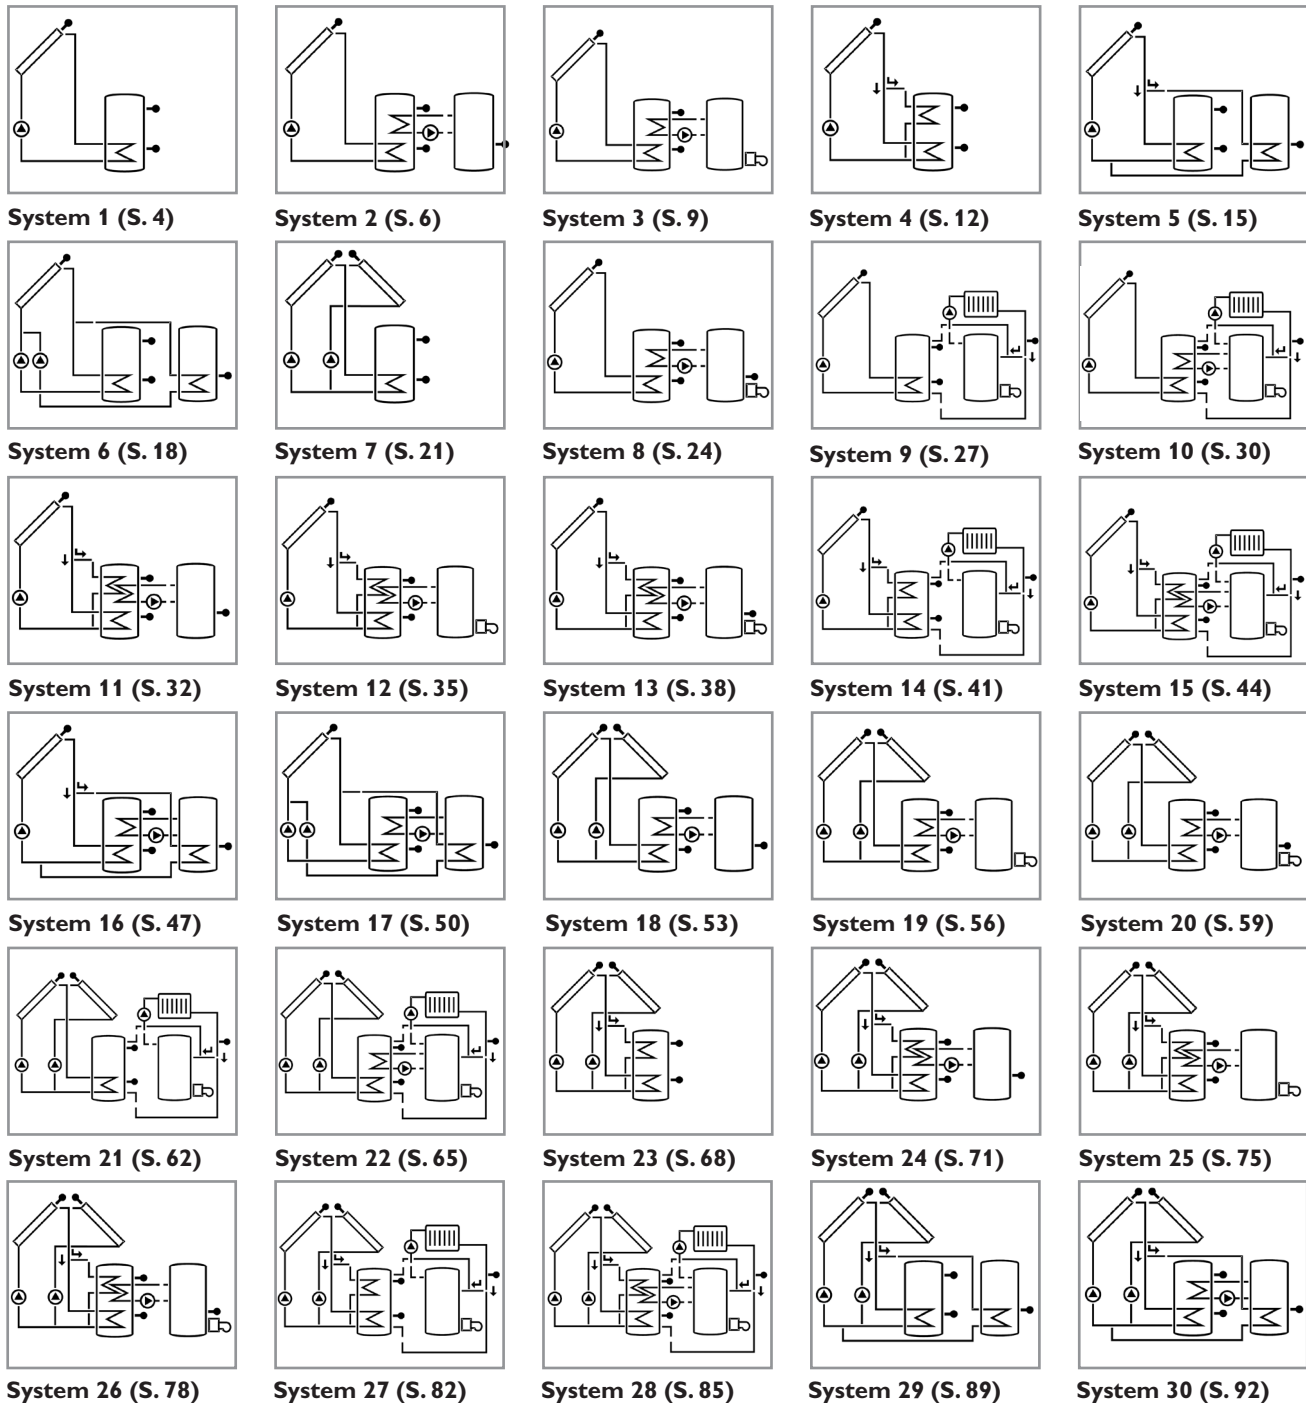 System 1 (S. 4) System 2 (S. 6) System 3 (S. 9) System 4 (S. 12) System 5 (S. 15)
System 6 (S. 18) System 7 (S. 21) System 8 (S. 24) System 9 (S. 27) System 10 (S. 30)
System 11 (S. 32) System 12 (S. 35) System 13 (S. 38) System 14 (S. 41) System 15 (S. 44)
System 16 (S. 47) System 17 (S. 50) System 18 (S. 53) System 19 (S. 56) System 20 (S. 59)
System 21 (S. 62) System 22 (S. 65) System 23 (S. 68) System 24 (S. 71) System 25 (S. 75)
System 26 (S. 78) System 27 (S. 82) System 28 (S. 85) System 29 (S. 89) System 30 (S. 92)